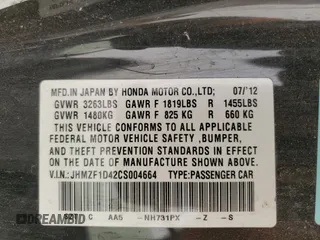 MFD. IN JAPAN BY HONDA MOTOR CO.,LTD; 07/'12
GVWR 3263LBS GAWR F 1819LBS R 1455LBS
GVWR 1480KG GAWR F 825 KG R 660 KG
THIS VEHICLE CONFORMS TO ALL APPLICABLE
FEDERAL MOTOR VEHICLE SAFETY ,BUMPER,
AND THEFT PREVENTION STANDARDS IN EFFECT
ON THE DATE OF MANUFACTURE SHOWN ABOVE.
V.I.N.: JHMZF1D42CS004664 TYPE:PASSENGER CAR
C AA5 -NH731PX -Z -S
DREAMBID